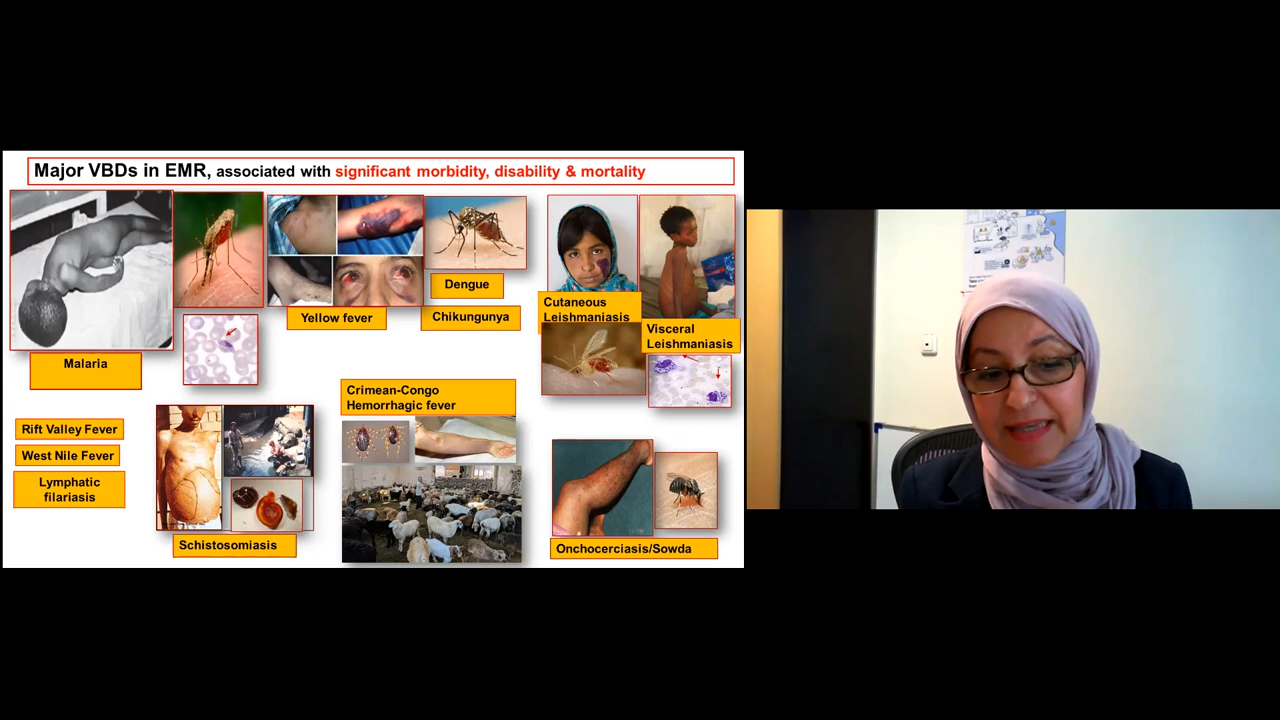 Major VBDs in EMR, associated with significant morbidity, disability & mortality
Malaria
Yellow fever
Dengue
Chikungunya
Cutaneous
Leishmaniasis
Visceral
Leishmaniasis
Crimean-Congo
Hemorrhagic fever
Rift Valley Fever
West Nile Fever
Lymphatic
filariasis
Schistosomiasis
Onchocerciasis/Sowda